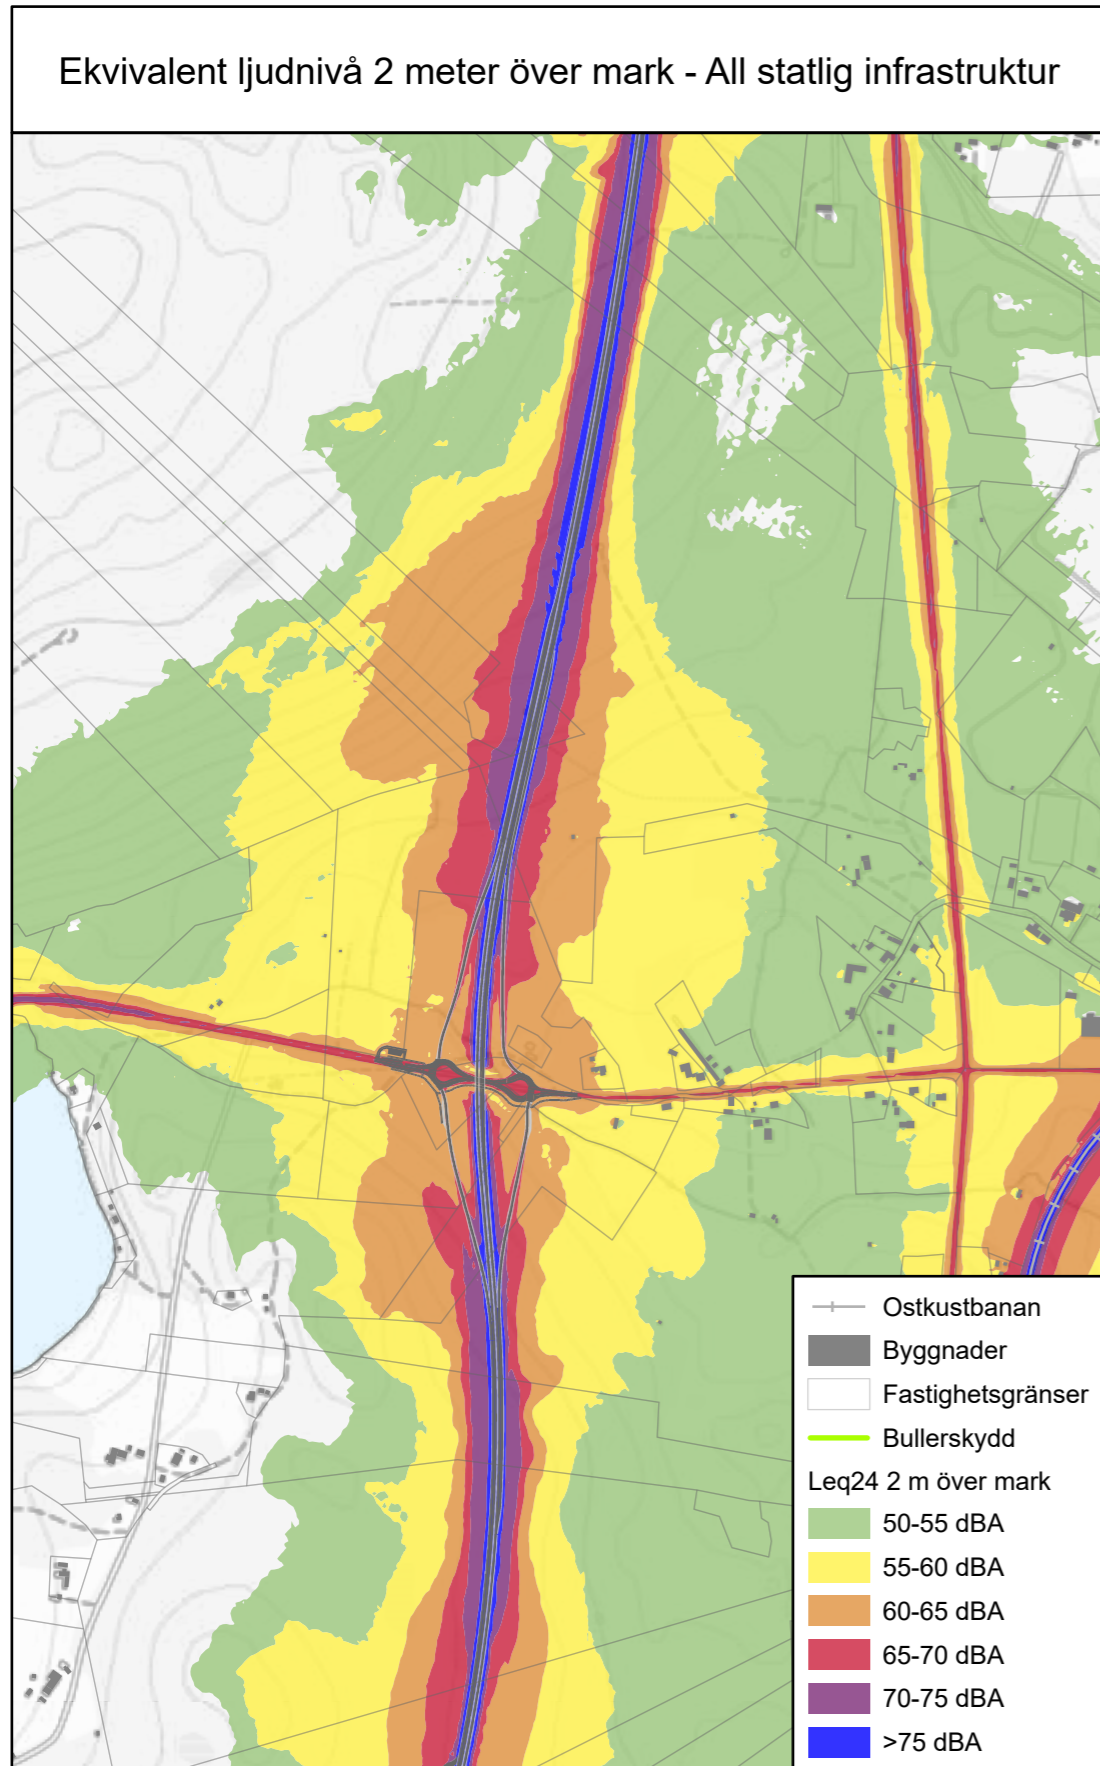 Ekvivalent ljudnivå 2 meter över mark - All statlig infrastruktur
Ostkustbanan
Byggnader
Fastighetsgränser
Bullerskydd
Leq24 2 m över mark
50-55 dBA
55-60 dBA
60-65 dBA
65-70 dBA
70-75 dBA
>75 dBA